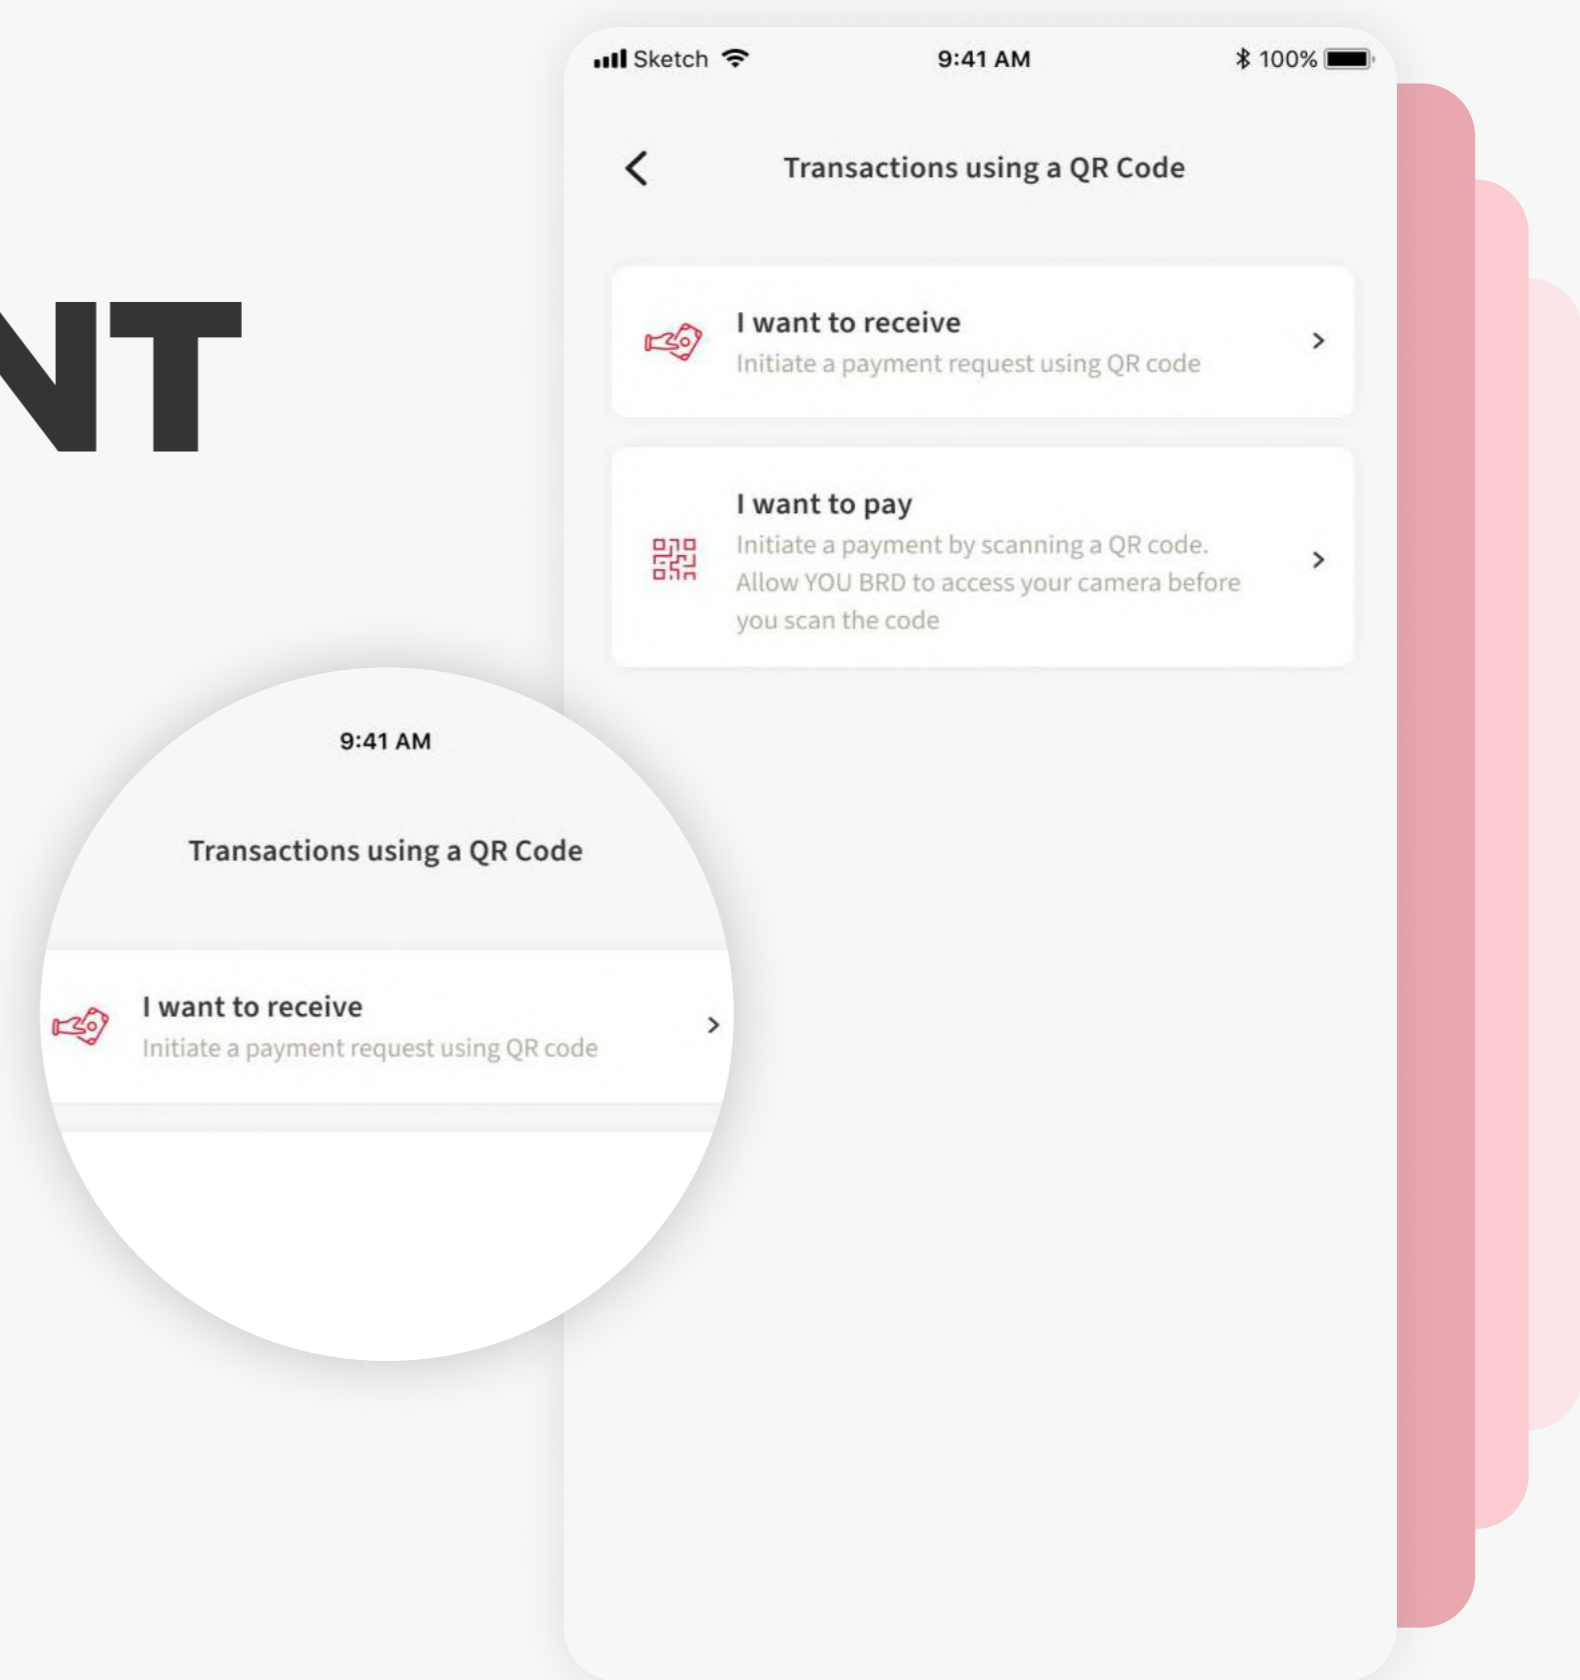 Sketch 9:41 AM 100%
Transactions using a QR Code
NT
I want to receive
Initiate a payment request using QR code
I want to pay
Initiate a payment by scanning a QR code.
Allow YOU BRD to access your camera before
you scan the code
9:41 AM
Transactions using a QR Code
I want to receive
Initiate a payment request using QR code